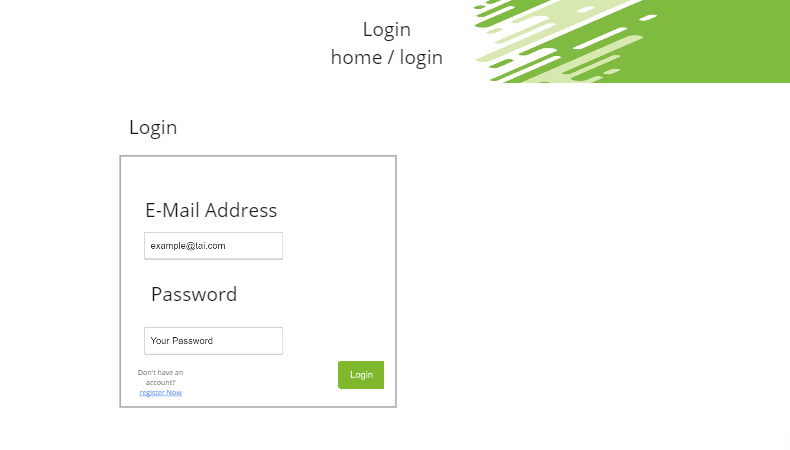 Login
home / login
Login
E-Mail Address
example@tai.com
Password
Your Password
Don't have an
account?
register Now
Login